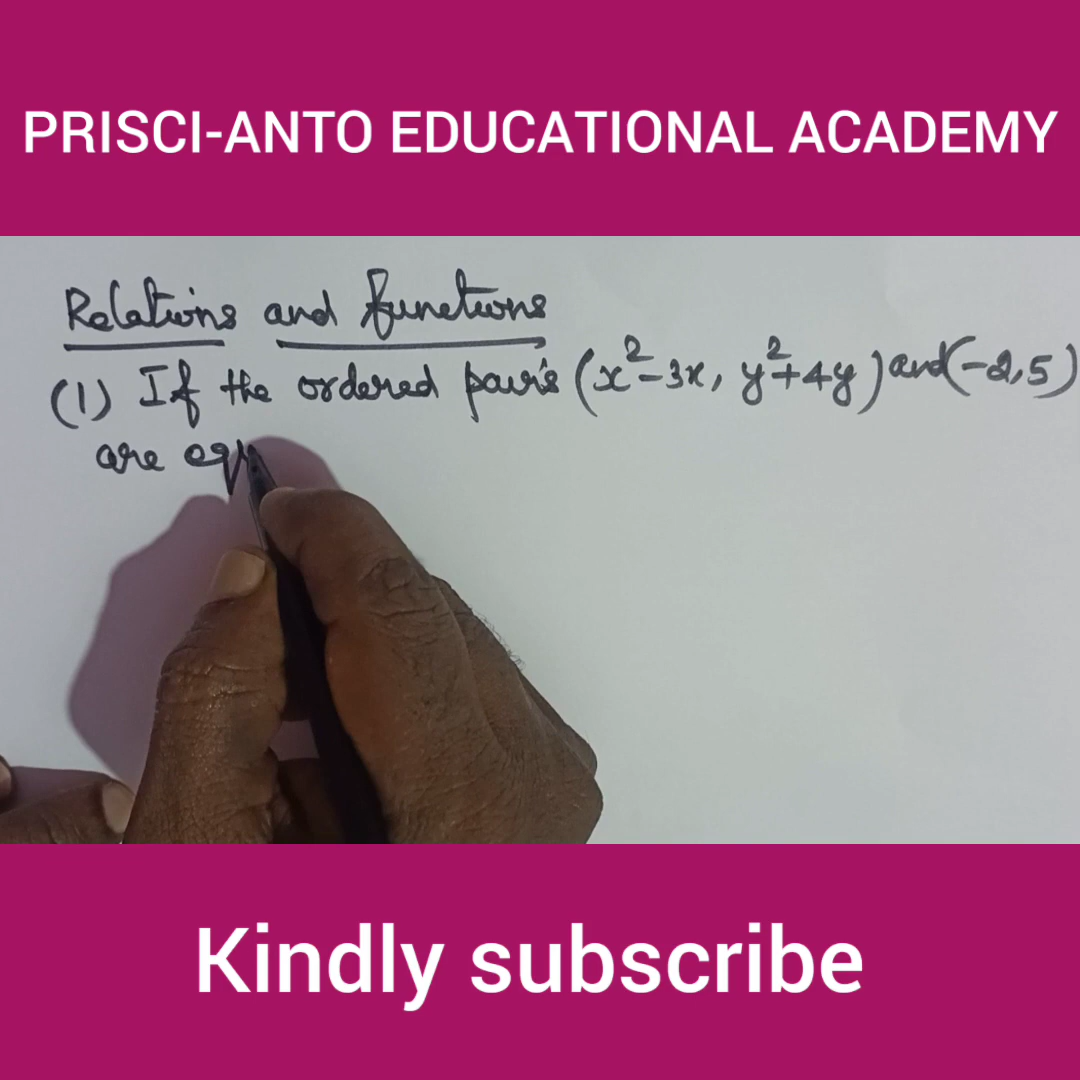 PRISCI-ANTO EDUCATIONAL ACADEMY
Relations and functions
(1) If the ordered pairs (x²-3x, y²+4y) and (-2,5)
are equ
Kindly subscribe